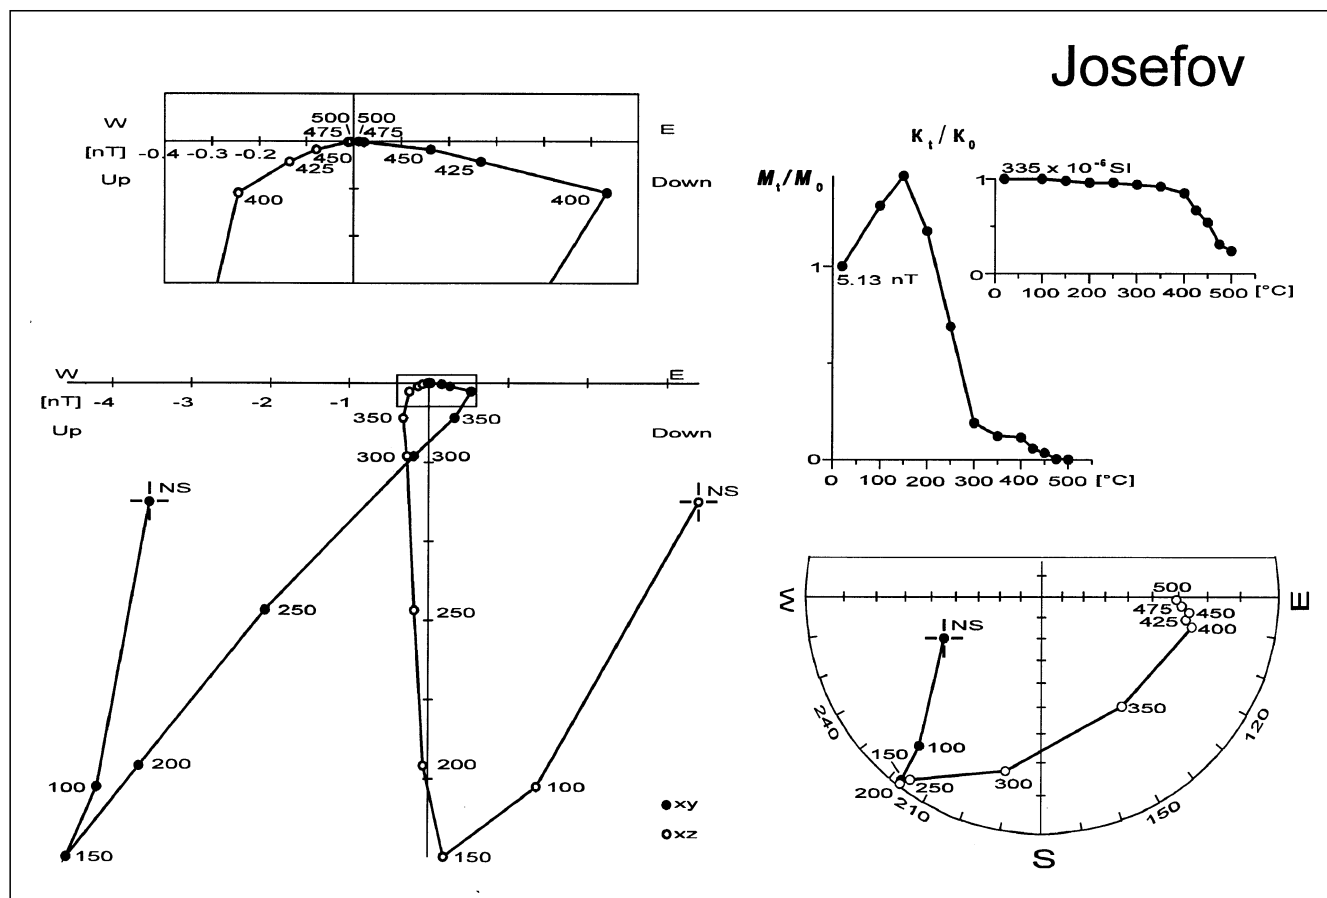 Josefov
W
E
500 500
475 475
[nT] -0.4 -0.3 -0.2
450 450
425 425
Up
Down
400 400
W
E
[nT] -4 -3 -2 -1
Up
Down
350 350
300 300
NS
NS
250 250
200 200
100 100
150 150
xy
xz
Kt / K0
Mt / M0
335 x 10-6 SI
1
0
0 100 200 300 400 500 [°C]
1
5.13 nT
0
0 100 200 300 400 500 [°C]
W
E
500
475 450
425 400
NS
350
240
120
150 100
200 250 300
210
150
S